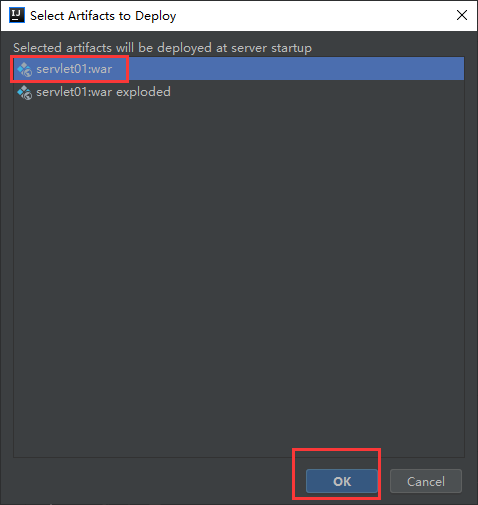 IJ
Select Artifacts to Deploy
Selected artifacts will be deployed at server startup
servlet01:war
servlet01:war exploded
OK
Cancel